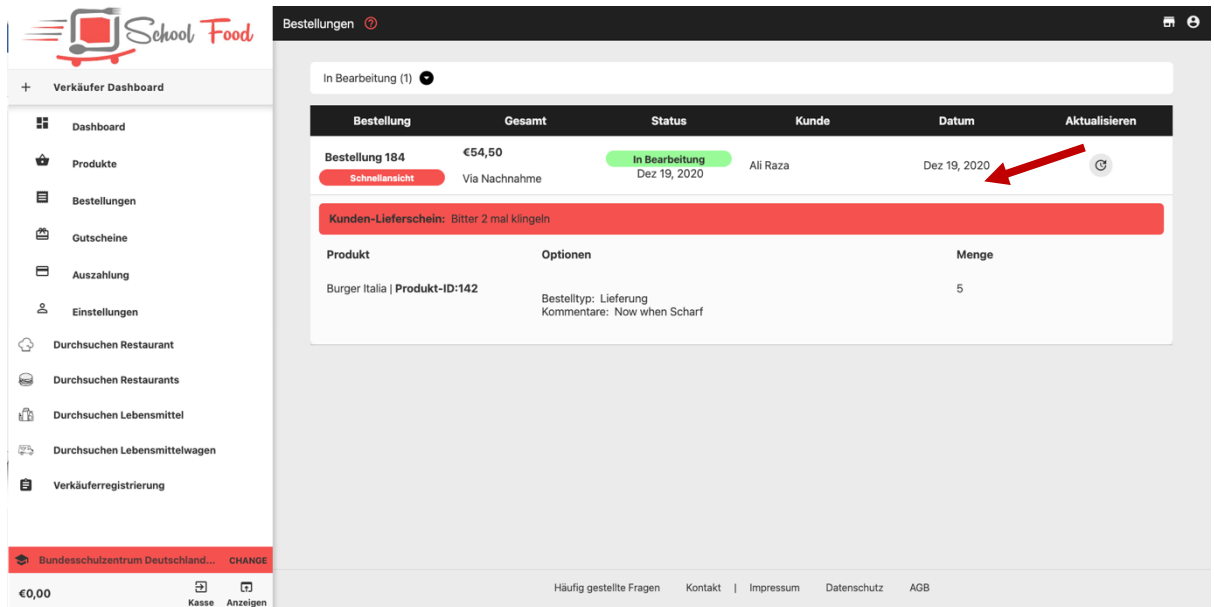 School Food
Verkäufer Dashboard
Dashboard
Produkte
Bestellungen
Gutscheine
Auszahlung
Einstellungen
Durchsuchen Restaurant
Durchsuchen Restaurants
Durchsuchen Lebensmittel
Durchsuchen Lebensmittelwagen
Verkäuferregistrierung
Bundesschulzentrum Deutschland... CHANGE
€0,00
Kasse Anzeigen
Bestellungen
In Bearbeitung (1)
Bestellung Gesamt Status Kunde Datum Aktualisieren
Bestellung 184 €54,50 In Bearbeitung Ali Raza Dez 19, 2020
Schnellansicht Via Nachnahme Dez 19, 2020
Kunden-Lieferschein: Bitter 2 mal klingeln
Produkt Optionen Menge
Burger Italia | Produkt-ID:142 5
Bestelltyp: Lieferung
Kommentare: Now when Scharf
Häufig gestellte Fragen Kontakt | Impressum Datenschutz AGB